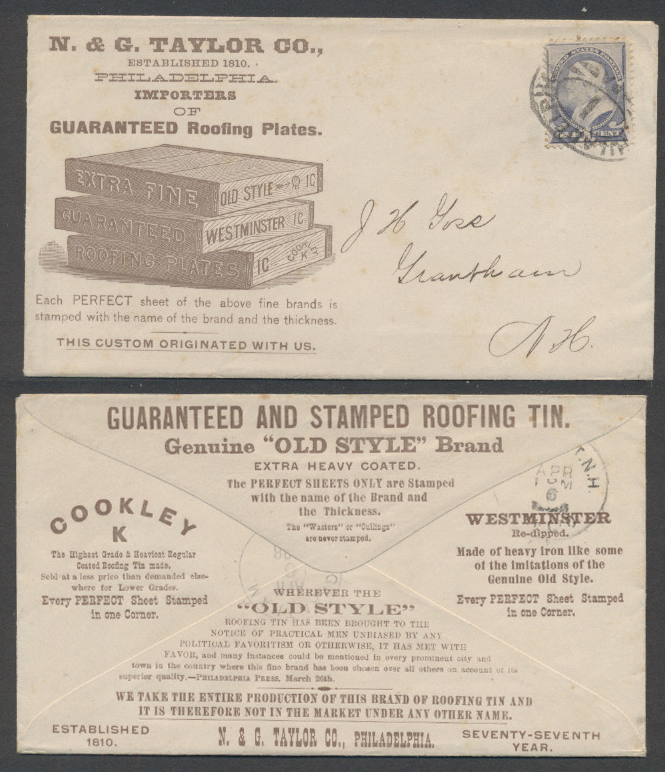 N. & G. TAYLOR CO.,
ESTABLISHED 1810.
PHILADELPHIA.
IMPORTERS
OF
GUARANTEED Roofing Plates.
EXTRA FINE
OLD STYLE IC
GUARANTEED
WESTMINSTER IC
ROOFING PLATES
IC
Each PERFECT sheet of the above fine brands is
stamped with the name of the brand and the thickness.
THIS CUSTOM ORIGINATED WITH US.
J H Goss
Grantham
N.H.
GUARANTEED AND STAMPED ROOFING TIN.
Genuine "OLD STYLE" Brand
EXTRA HEAVY COATED.
The PERFECT SHEETS ONLY are Stamped
with the name of the Brand and
the Thickness.
The "Wasters" or "Cullings"
are never stamped.
COOKLEY
K
The Highest Grade & Heaviest Regular
Coated Roofing Tin made.
Sold at a less price than demanded else-
where for Lower Grades.
Every PERFECT Sheet Stamped
in one Corner.
N.H.
APR
6
WESTMINSTER
Re-dipped.
Made of heavy iron like some
of the imitations of the
Genuine Old Style.
Every PERFECT Sheet Stamped
in one Corner.
WHEREVER THE
"OLD STYLE"
ROOFING TIN HAS BEEN BROUGHT TO THE
NOTICE OF PRACTICAL MEN UNBIASED BY ANY
POLITICAL FAVORITISM OR OTHERWISE, IT HAS MET WITH
FAVOR, and many instances could be mentioned in every prominent city and
town in the country where this fine brand has been chosen over all others on account of its
superior quality.—PHILADELPHIA PRESS, March 26th.
WE TAKE THE ENTIRE PRODUCTION OF THIS BRAND OF ROOFING TIN AND
IT IS THEREFORE NOT IN THE MARKET UNDER ANY OTHER NAME.
ESTABLISHED
1810.
N. & G. TAYLOR CO., PHILADELPHIA.
SEVENTY-SEVENTH
YEAR.